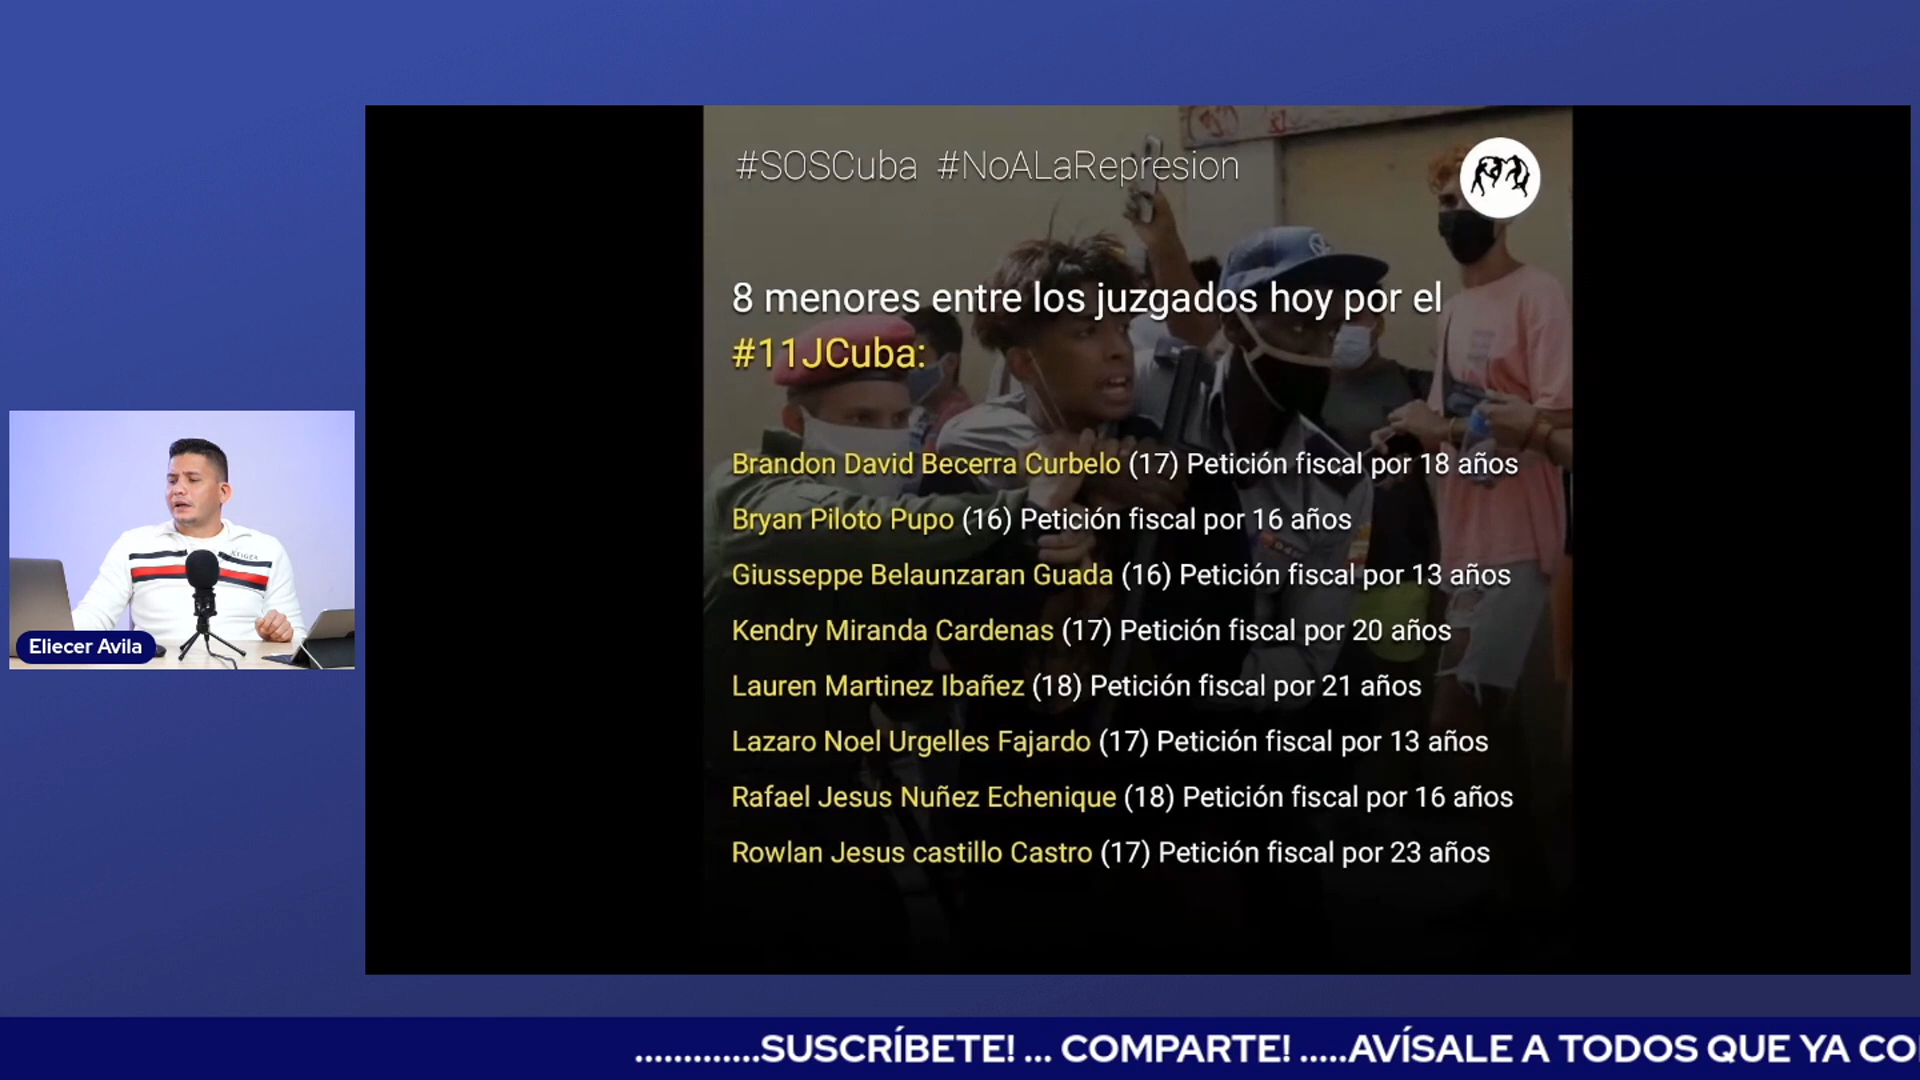 #SOSCuba #NoALaRepresion
8 menores entre los juzgados hoy por el
#11JCuba:
Brandon David Becerra Curbelo (17) Petición fiscal por 18 años
Bryan Piloto Pupo (16) Petición fiscal por 16 años
Giusseppe Belaunzaran Guada (16) Petición fiscal por 13 años
Kendry Miranda Cardenas (17) Petición fiscal por 20 años
Lauren Martinez Ibañez (18) Petición fiscal por 21 años
Lazaro Noel Urgelles Fajardo (17) Petición fiscal por 13 años
Rafael Jesus Nuñez Echenique (18) Petición fiscal por 16 años
Rowlan Jesus castillo Castro (17) Petición fiscal por 23 años
Eliecer Avila
.............SUSCRÍBETE! ... COMPARTE! .....AVÍSALE A TODOS QUE YA CO